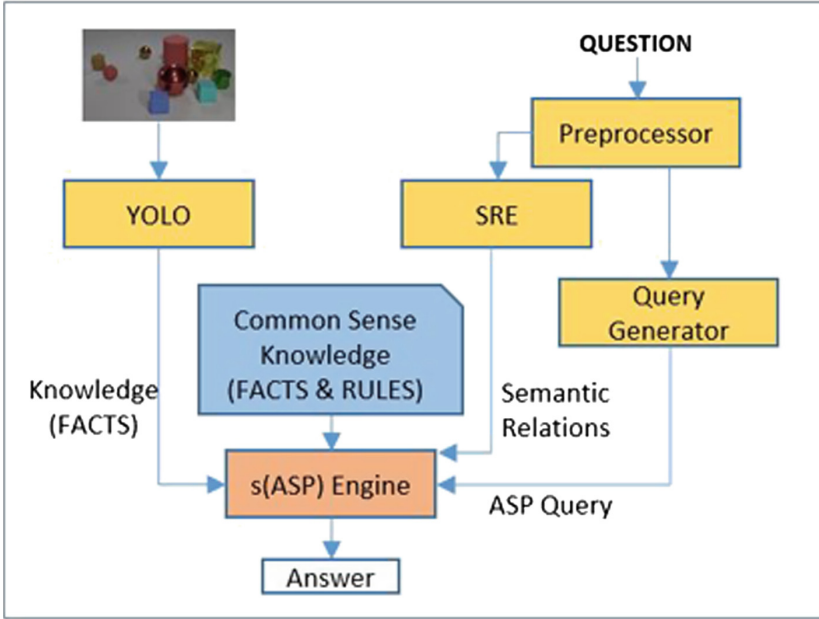 QUESTION
Preprocessor
YOLO
SRE
Query
Generator
Common Sense
Knowledge
(FACTS & RULES)
Knowledge
(FACTS)
Semantic
Relations
s(ASP) Engine
ASP Query
Answer